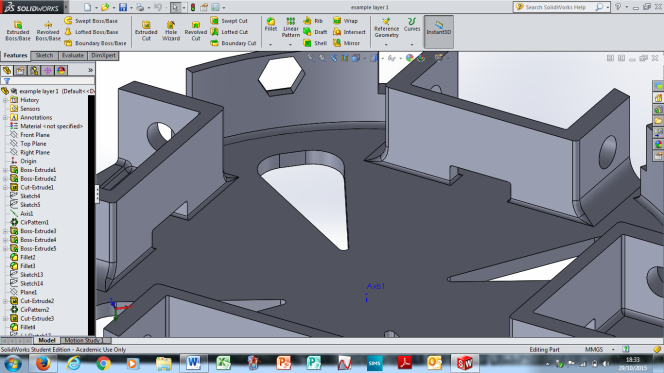 SOLIDWORKS
example layer 1
Search SolidWorks Help
Extruded Boss/Base
Revolved Boss/Base
Swept Boss/Base
Lofted Boss/Base
Boundary Boss/Base
Extruded Cut
Hole Wizard
Revolved Cut
Swept Cut
Lofted Cut
Boundary Cut
Fillet
Linear Pattern
Rib
Draft
Shell
Wrap
Intersect
Mirror
Reference Geometry
Curves
Instant3D
Features
Sketch
Evaluate
DimXpert
example layer 1 (Default<<D
History
Sensors
Annotations
Material <not specified>
Front Plane
Top Plane
Right Plane
Origin
Boss-Extrude1
Boss-Extrude2
Cut-Extrude1
Sketch4
Sketch5
Axis1
CirPattern1
Boss-Extrude3
Boss-Extrude4
Boss-Extrude5
Fillet2
Fillet3
Sketch13
Sketch14
Plane1
Cut-Extrude2
CirPattern2
Cut-Extrude3
Fillet4
Axis1
Model
Motion Study 1
SolidWorks Student Edition - Academic Use Only
Editing Part
MMGS
SIMS
18:33
29/10/2015